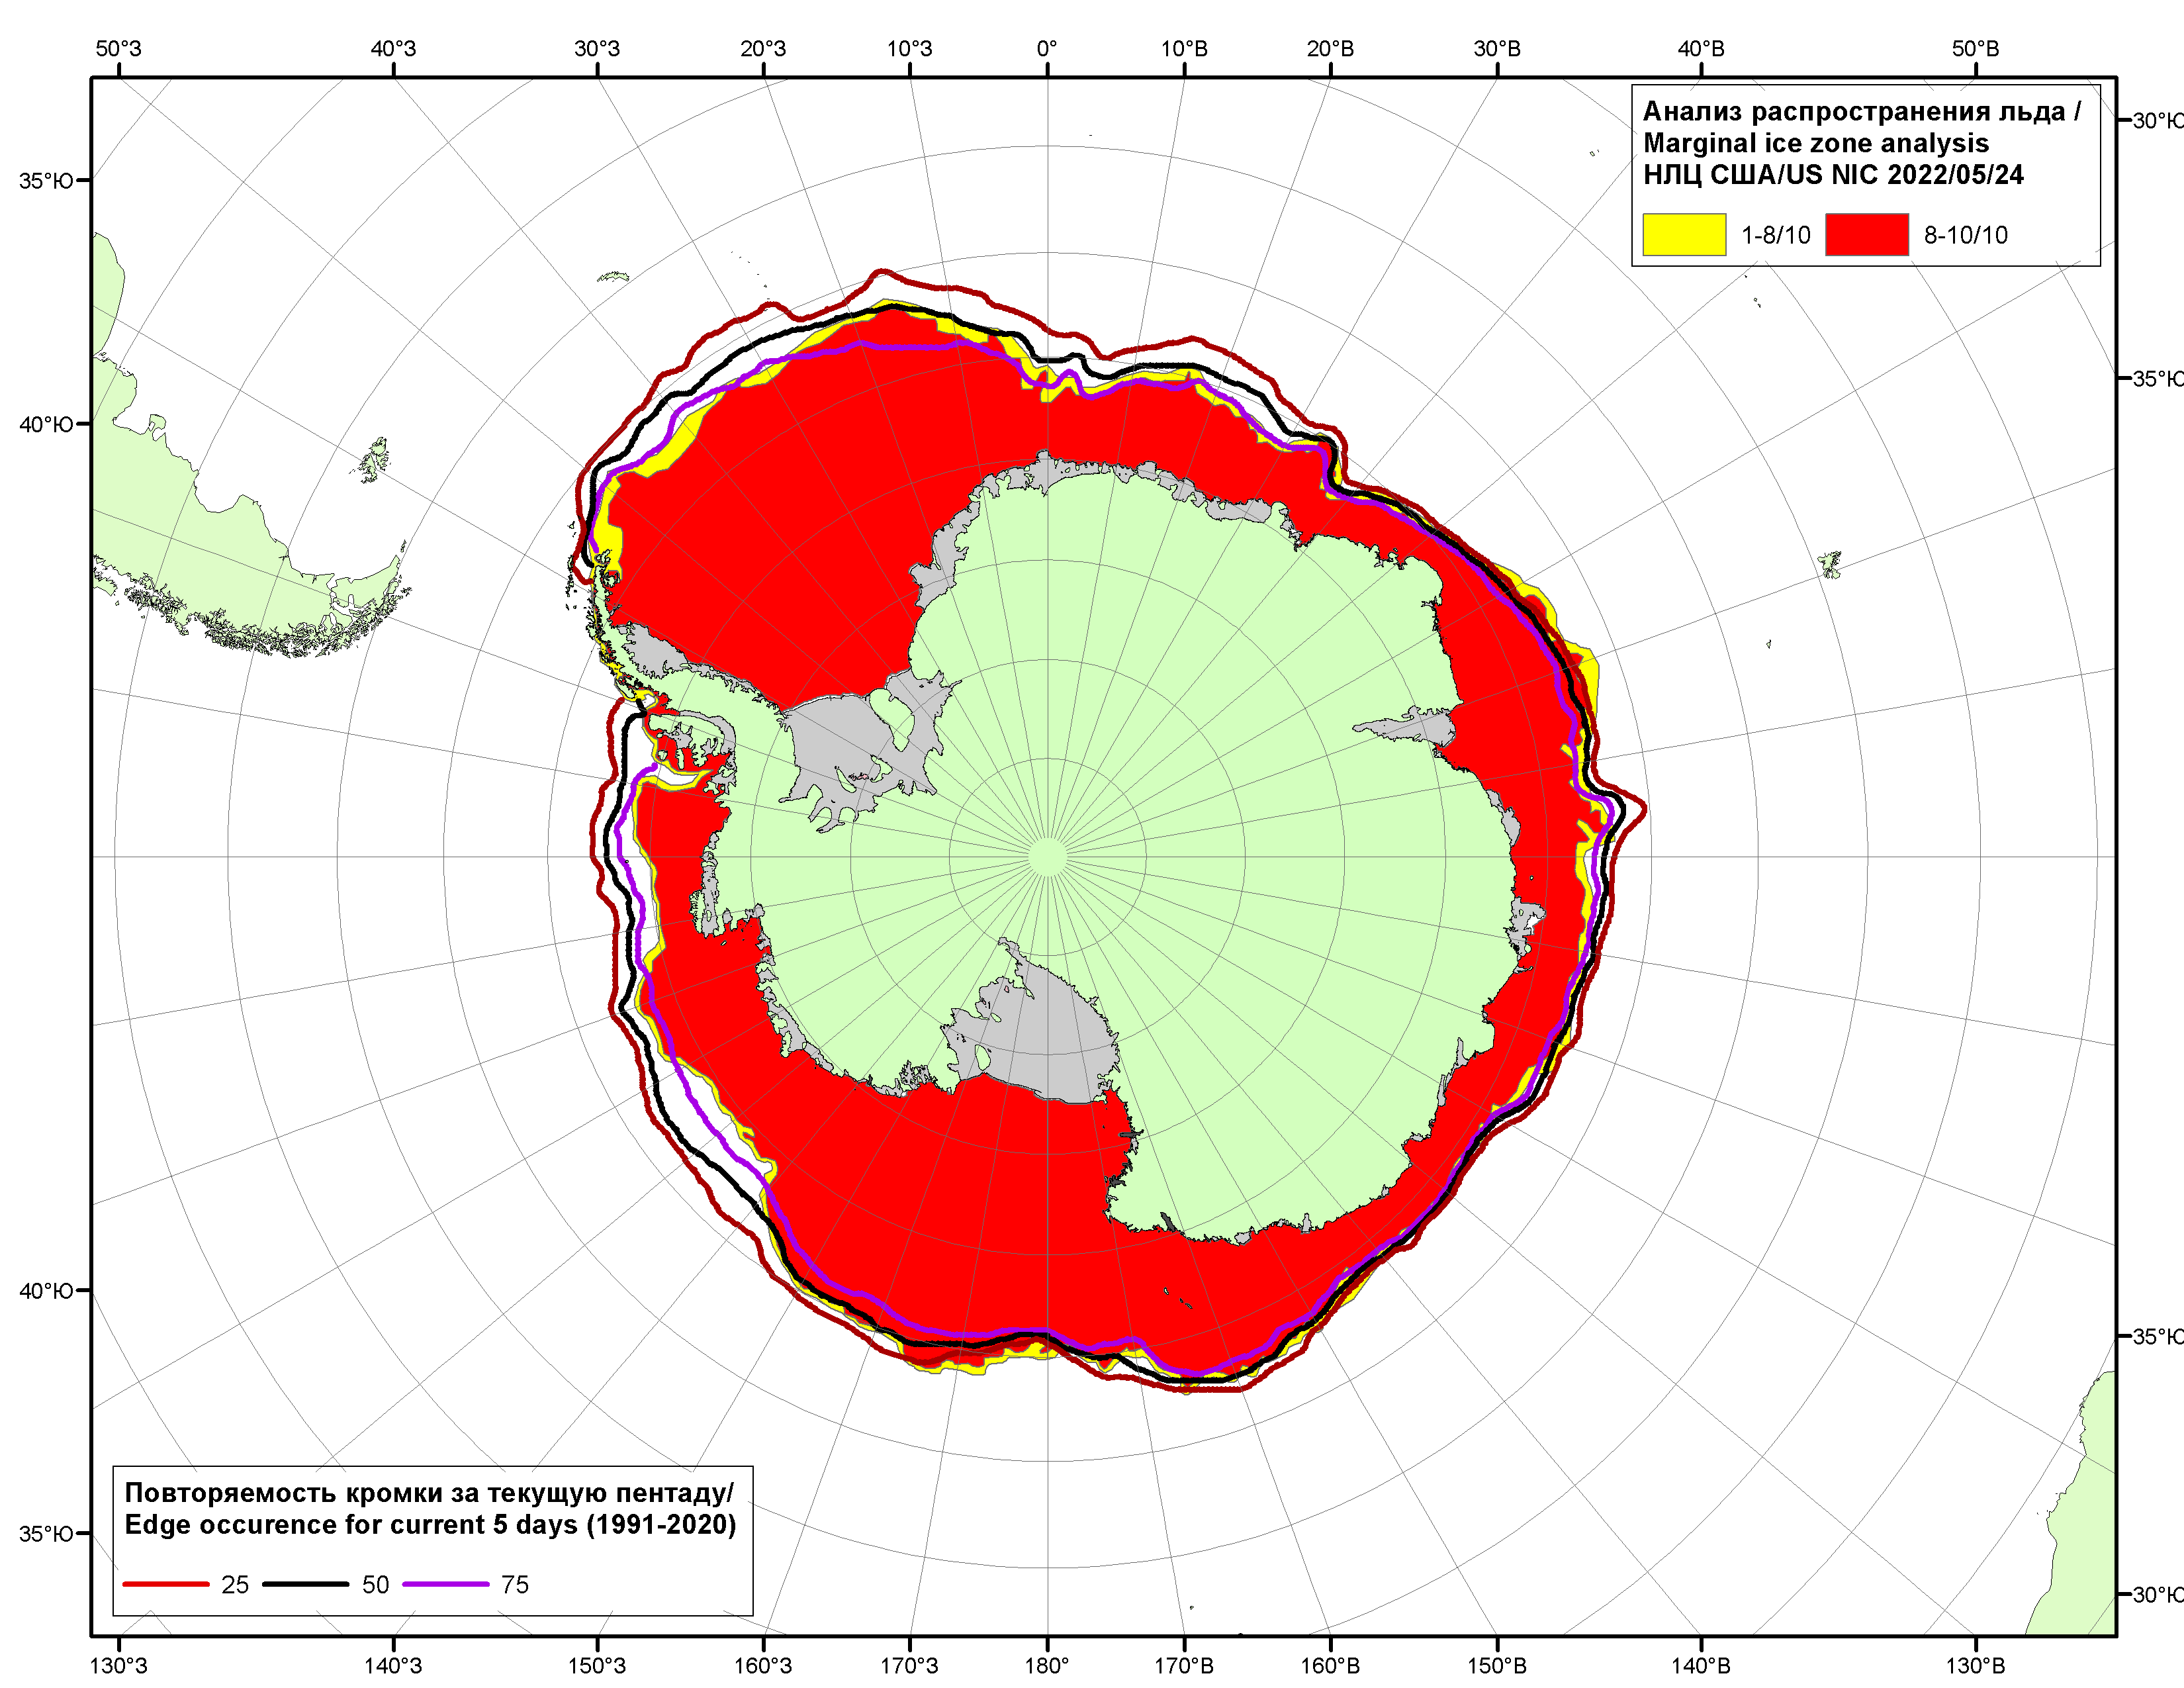 50°З 40°З 30°З 20°З 10°З 0° 10°В 20°В 30°В 40°В 50°В
Анализ распространения льда /
Marginal ice zone analysis
НЛЦ США/US NIC 2022/05/24
1-8/10 8-10/10
30°Ю
35°Ю
35°Ю
40°Ю
40°Ю
35°Ю
Повторяемость кромки за текущую пентаду/
Edge occurence for current 5 days (1991-2020)
35°Ю
25 50 75
30°Ю
130°З 140°З 150°З 160°З 170°З 180° 170°В 160°В 150°В 140°В 130°В